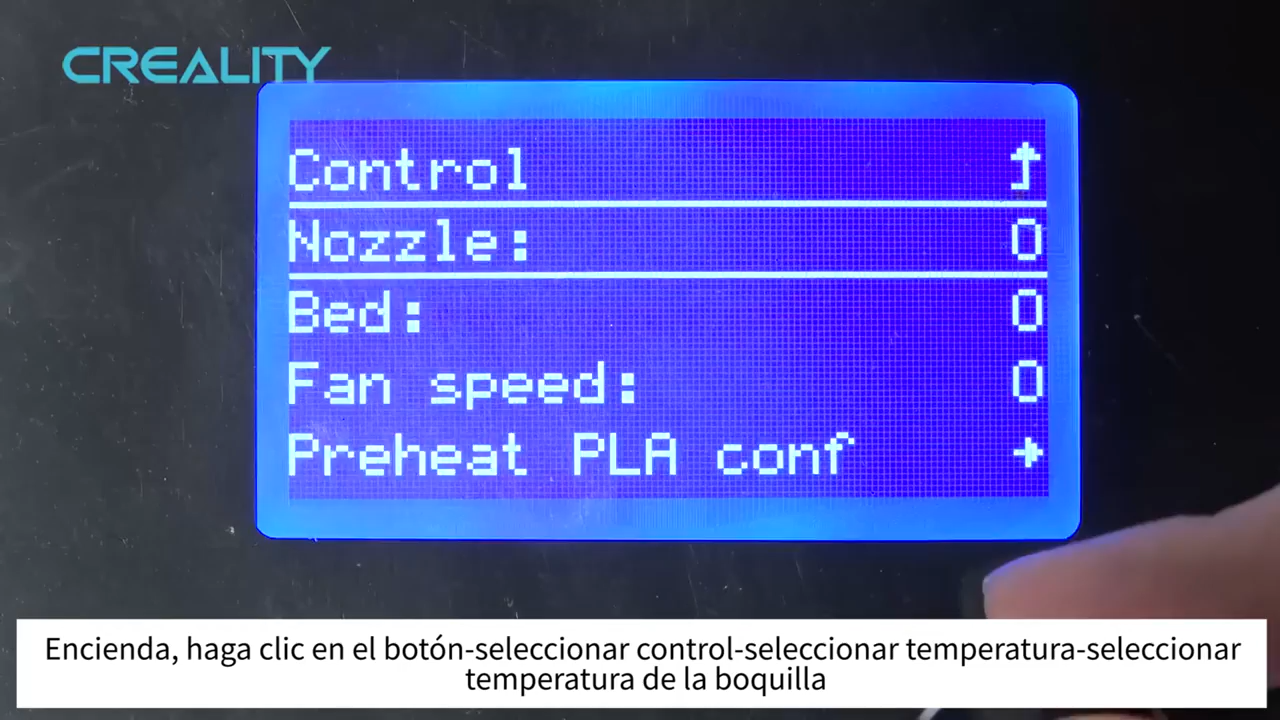 CREALITY
Control
Nozzle: 0
Bed: 0
Fan speed: 0
Preheat PLA conf
Encienda, haga clic en el botón-seleccionar control-seleccionar temperatura-seleccionar
temperatura de la boquilla